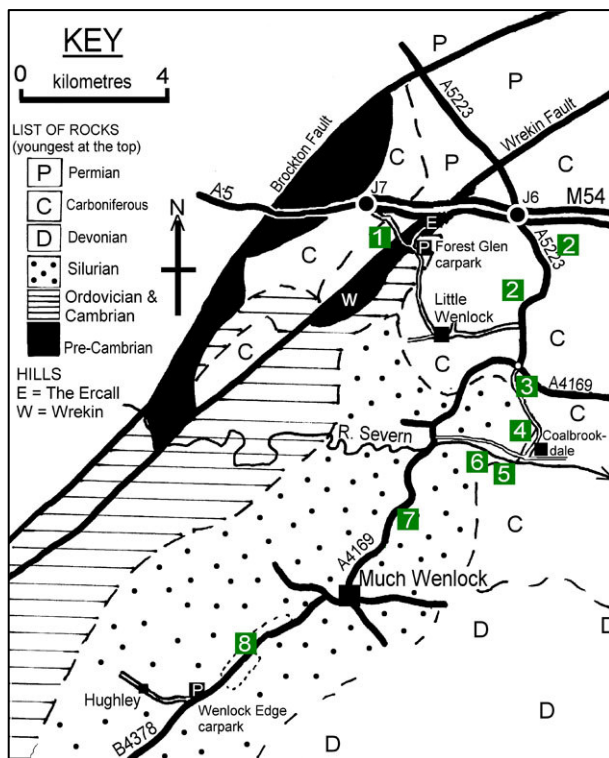 KEY
0 4
kilometres
LIST OF ROCKS
(youngest at the top)
P Permian
C Carboniferous
D Devonian
Silurian
Ordovician &
Cambrian
Pre-Cambrian
HILLS
E = The Ercall
W = Wrekin
N
P
P
A5223
C
Brockton Fault
Wrekin Fault
C
P
C
A5
J7
J6
M54
E
1
P
Forest Glen
carpark
A5223
2
C
W
2
Little
Wenlock
C
C
C
3
A4169
C
4
Coalbrook-
dale
R. Severn
6
5
7
C
A4169
Much Wenlock
D
D
8
P
Hughley
Wenlock Edge
carpark
D
D
B4378
D